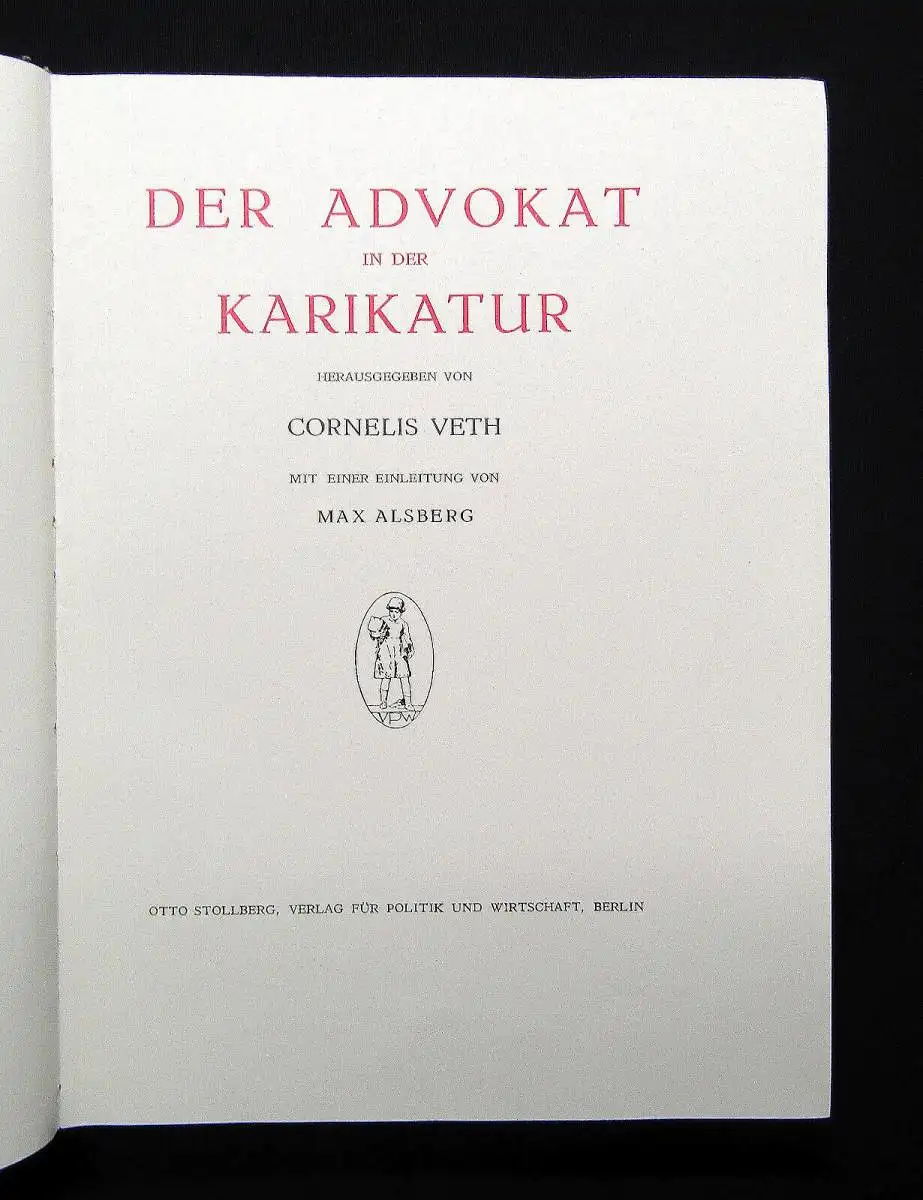 DER ADVOKAT
IN DER
KARIKATUR
HERAUSGEGEBEN VON
CORNELIS VETH
MIT EINER EINLEITUNG VON
MAX ALSBERG
VPW
OTTO STOLLBERG, VERLAG FÜR POLITIK UND WIRTSCHAFT, BERLIN